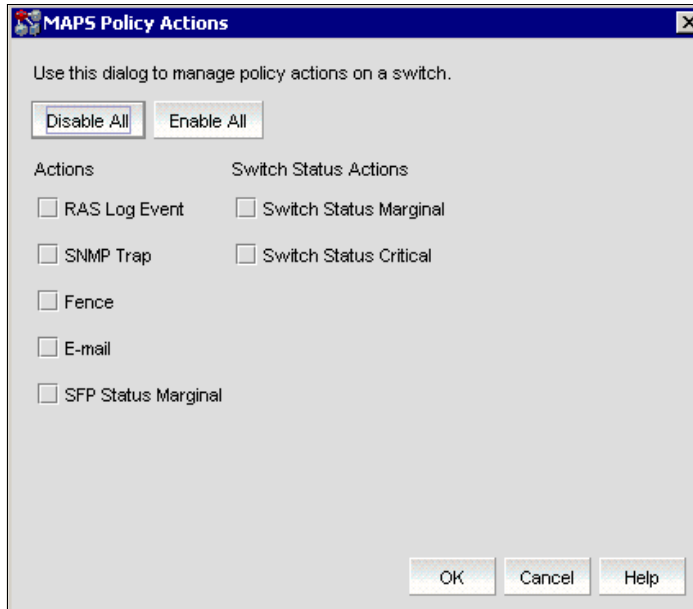 MAPS Policy Actions
Use this dialog to manage policy actions on a switch.
Disable All Enable All
Actions Switch Status Actions
RAS Log Event Switch Status Marginal
SNMP Trap Switch Status Critical
Fence
E-mail
SFP Status Marginal
OK Cancel Help